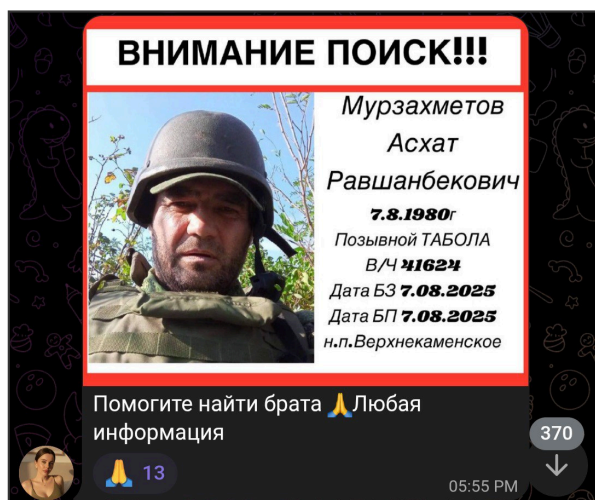 ВНИМАНИЕ ПОИСК!!!
Мурзахметов
Асхат
Равшанбекович
7.8.1980г
Позывной ТАБОЛА
В/Ч 41624
Дата БЗ 7.08.2025
Дата БП 7.08.2025
н.п.Верхнекаменское
Помогите найти брата 🙏Любая
информация
🙏 13
370
05:55 PM